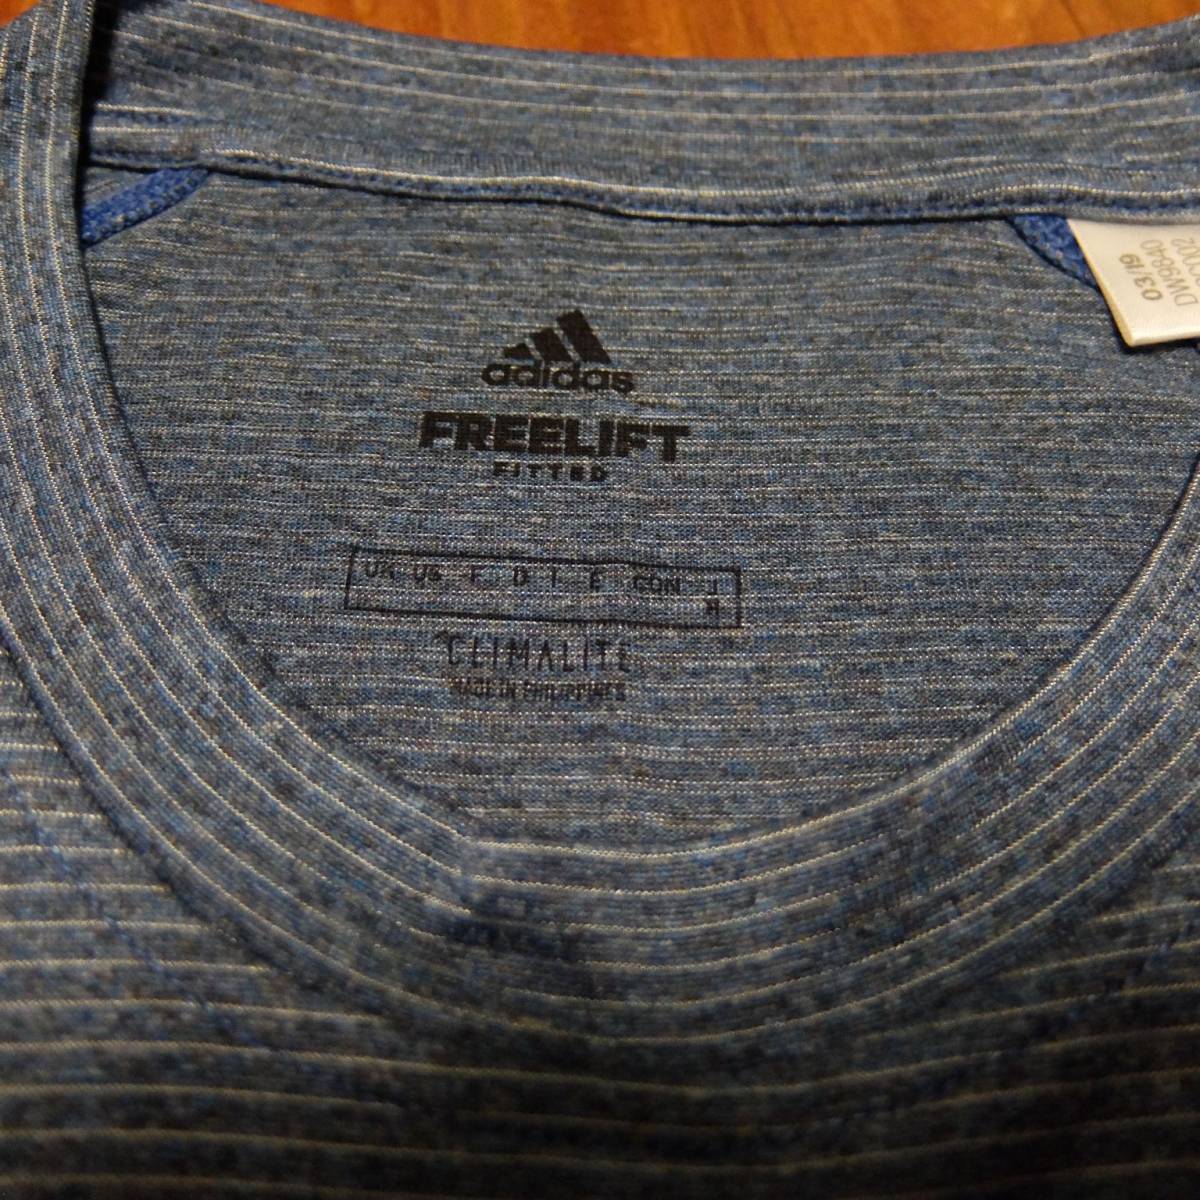 adidas
FREELIFT
FITTED
UK US F D I E CDN J
M
CLIMALITE
MADE IN PHILIPPINES
03/19
DW9840